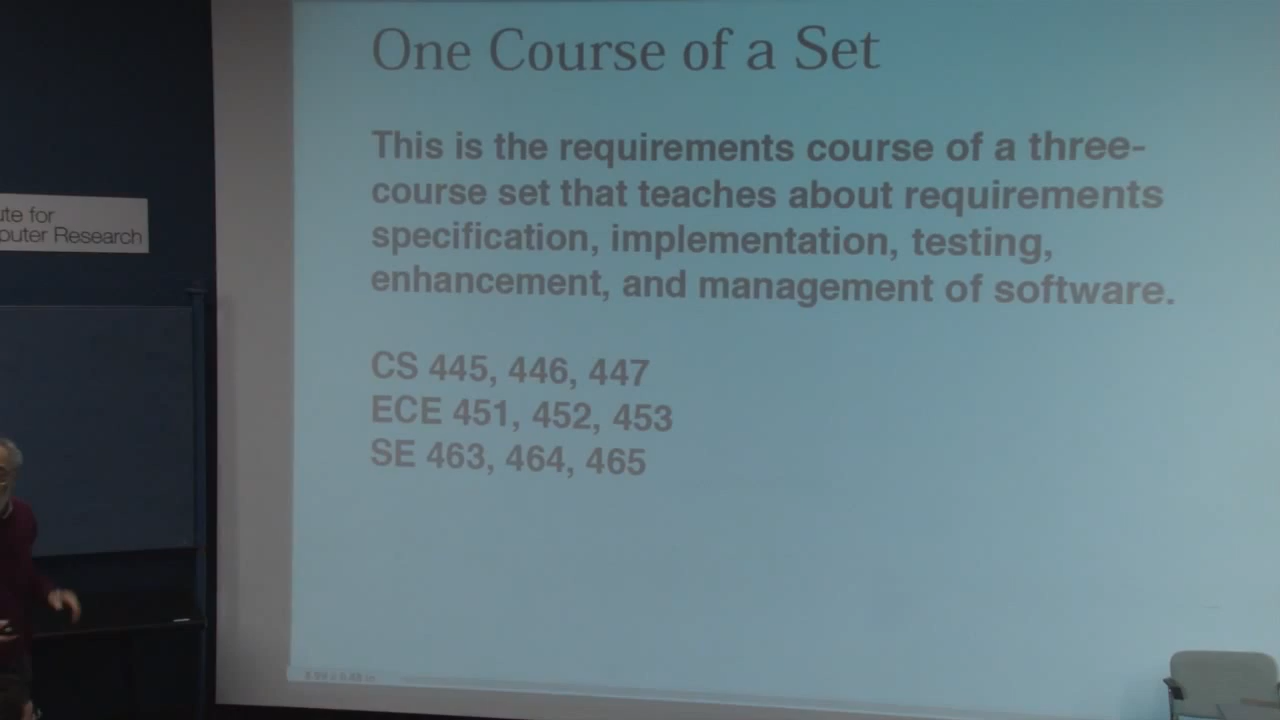 One Course of a Set
This is the requirements course of a three-
course set that teaches about requirements
specification, implementation, testing,
enhancement, and management of software.
CS 445, 446, 447
ECE 451, 452, 453
SE 463, 464, 465
ute for
puter Research